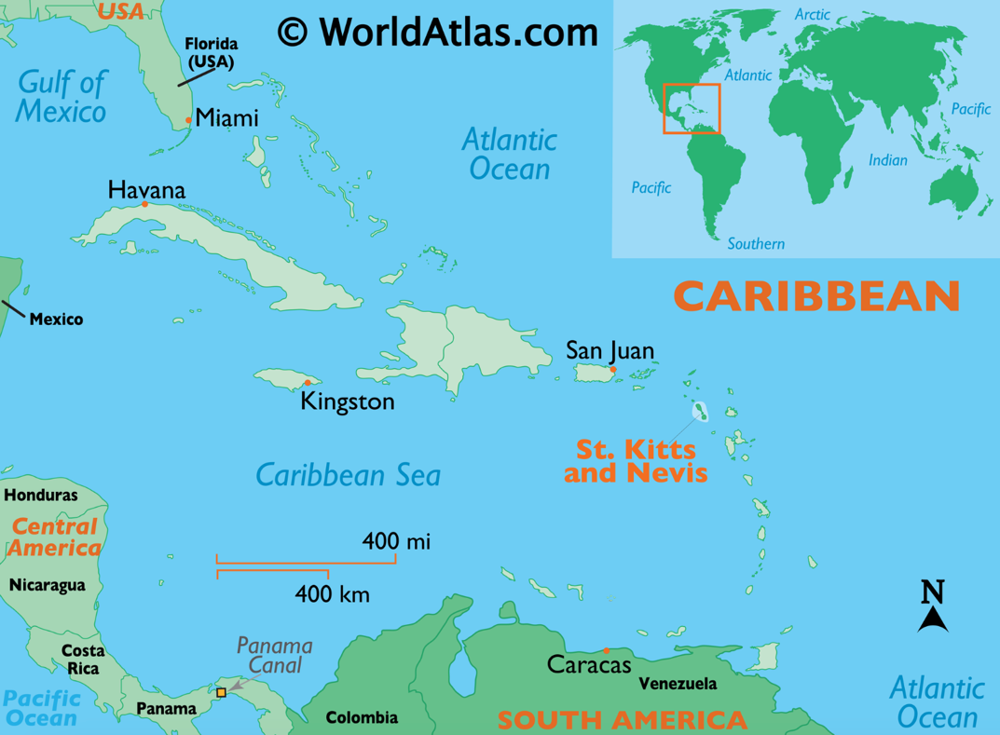 USA
© WorldAtlas.com
Arctic
Florida
(USA)
Gulf of
Mexico
Atlantic
Miami
Pacific
Atlantic
Ocean
Indian
Pacific
Havana
Southern
CARIBBEAN
Mexico
San Juan
Kingston
St. Kitts
and Nevis
Caribbean Sea
Honduras
Central
America
400 mi
Nicaragua
400 km
N
Panama
Canal
Costa
Rica
Caracas
Venezuela
Pacific
Ocean
Panama
Colombia
SOUTH AMERICA
Atlantic
Ocean